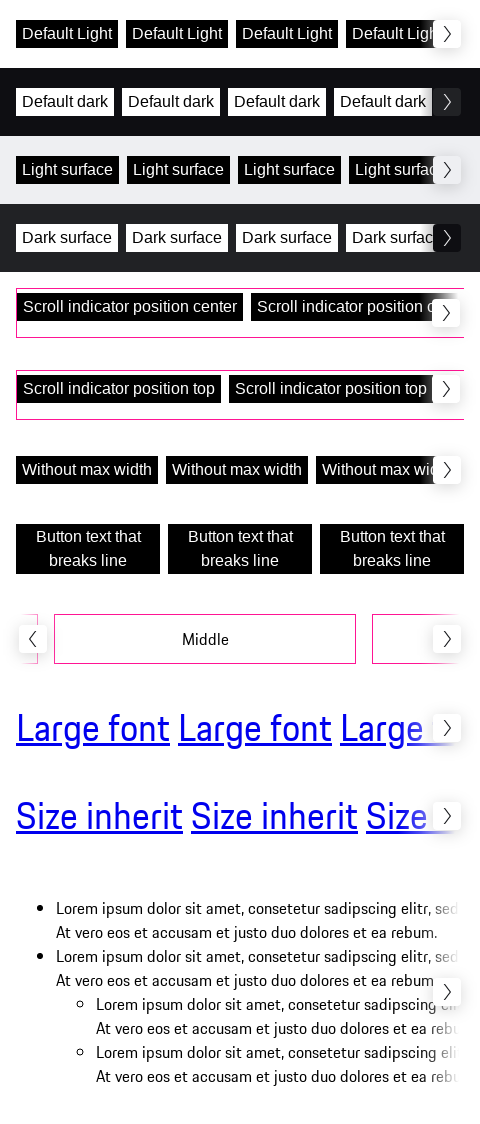 Default Light Default Light Default Light Default Ligh
Default dark Default dark Default dark Default dark
Light surface Light surface Light surface Light surfac
Dark surface Dark surface Dark surface Dark surfac
Scroll indicator position center Scroll indicator position c
Scroll indicator position top Scroll indicator position top
Without max width Without max width Without max wid
Button text that Button text that Button text that
breaks line breaks line breaks line
Middle
Large font Large font Large
Size inherit Size inherit Size
Lorem ipsum dolor sit amet, consetetur sadipscing elitr, sed
At vero eos et accusam et justo duo dolores et ea rebum.
Lorem ipsum dolor sit amet, consetetur sadipscing elitr, sed
At vero eos et accusam et justo duo dolores et ea rebum
Lorem ipsum dolor sit amet, consetetur sadipscing eli
At vero eos et accusam et justo duo dolores et ea rebu
Lorem ipsum dolor sit amet, consetetur sadipscing eli
At vero eos et accusam et justo duo dolores et ea rebu